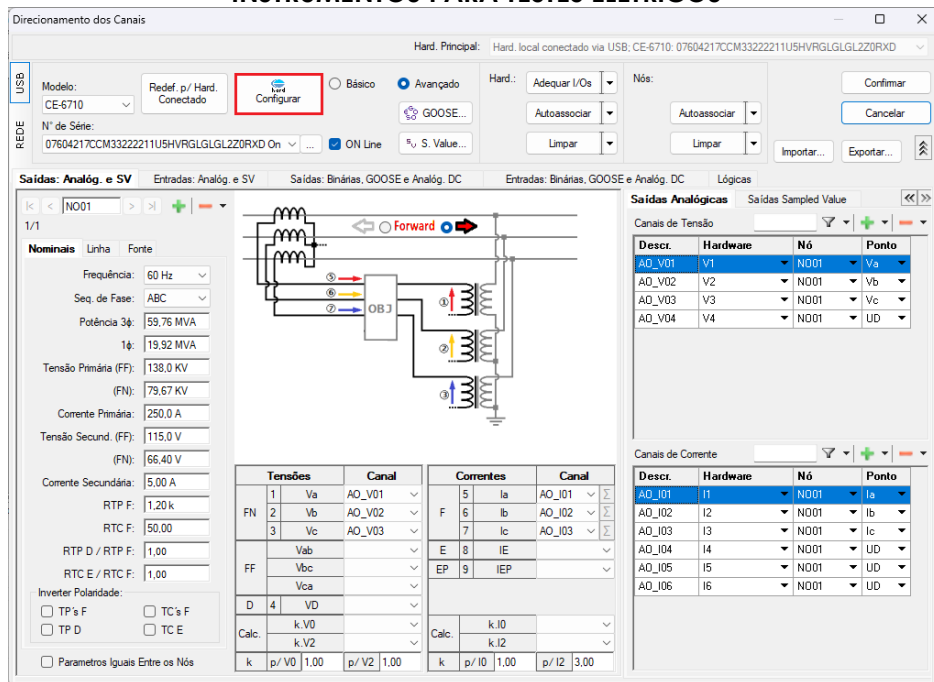 INSTRUMENTOS PARA TESTES ELÉTRICOS
Direcionamento dos Canais
Hard. Principal: Hard. local conectado via USB; CE-6710: 07604217CCM33222211U5HVRGLGLGL2Z0RXD
USB
REDE
Modelo:
CE-6710
Redef. p/ Hard. Conectado
Configurar
Básico
Avançado
GOOSE...
S. Value...
N° de Série:
07604217CCM33222211U5HVRGLGLGL2Z0RXD On
...
ON Line
Hard.:
Adequar I/Os
Autoassociar
Limpar
Nós:
Autoassociar
Limpar
Importar...
Exportar...
Confirmar
Cancelar
Saídas: Analóg. e SV
Entradas: Analóg. e SV
Saídas: Binárias, GOOSE e Analóg. DC
Entradas: Binárias, GOOSE e Analóg. DC
Lógicas
NO01
1/1
Nominais Linha Fonte
Frequência: 60 Hz
Seq. de Fase: ABC
Potência 3ϕ: 59,76 MVA
1ϕ: 19,92 MVA
Tensão Primária (FF): 138,0 KV
(FN): 79,67 KV
Corrente Primária: 250,0 A
Tensão Secund. (FF): 115,0 V
(FN): 66,40 V
Corrente Secundária: 5,00 A
RTP F: 1,20 k
RTC F: 50,00
RTP D / RTP F: 1,00
RTC E / RTC F: 1,00
Inverter Polaridade:
TP´s F TC´s F
TP D TC E
Parametros Iguais Entre os Nós
Forward
⑤
⑥
⑦
OBJ
①
②
③
Tensões Canal
FN
1 Va AO_V01
2 Vb AO_V02
3 Vc AO_V03
FF
Vab
Vbc
Vca
D 4 VD
Calc.
k.V0
k.V2
k p/ V0 1,00 p/ V2 1,00
Correntes Canal
F
5 Ia AO_I01 Σ
6 Ib AO_I02 Σ
7 Ic AO_I03 Σ
E 8 IE
EP 9 IEP
Calc.
k.I0
k.I2
k p/ I0 1,00 p/ I2 3,00
Saídas Analógicas Saídas Sampled Value
Canais de Tensão
Descr. Hardware Nó Ponto
AO_V01 V1 NO01 Va
AO_V02 V2 NO01 Vb
AO_V03 V3 NO01 Vc
AO_V04 V4 NO01 UD
Canais de Corrente
Descr. Hardware Nó Ponto
AO_I01 I1 NO01 Ia
AO_I02 I2 NO01 Ib
AO_I03 I3 NO01 Ic
AO_I04 I4 NO01 UD
AO_I05 I5 NO01 UD
AO_I06 I6 NO01 UD